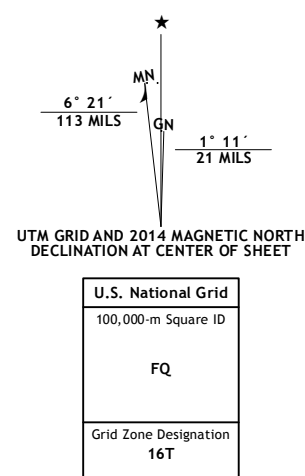 ★
MN
6° 21´
113 MILS
GN
1° 11´
21 MILS
UTM GRID AND 2014 MAGNETIC NORTH
DECLINATION AT CENTER OF SHEET
U.S. National Grid
100,000-m Square ID
FQ
Grid Zone Designation
16T